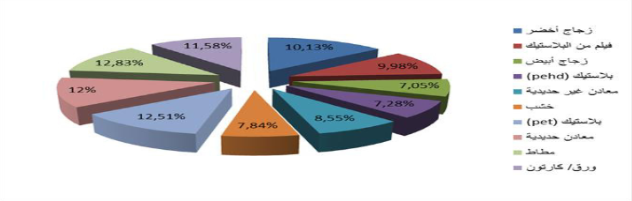 11,58%
10,13%
12,83%
9,98%
12%
7,05%
7,28%
12,51%
8,55%
7,84%
زجاج أخضر
فيلم من البلاستيك
زجاج أبيض
بلاستيك (pehd)
معادن غير حديدية
خشب
بلاستيك (pet)
معادن حديدية
مطاط
ورق/ كارتون